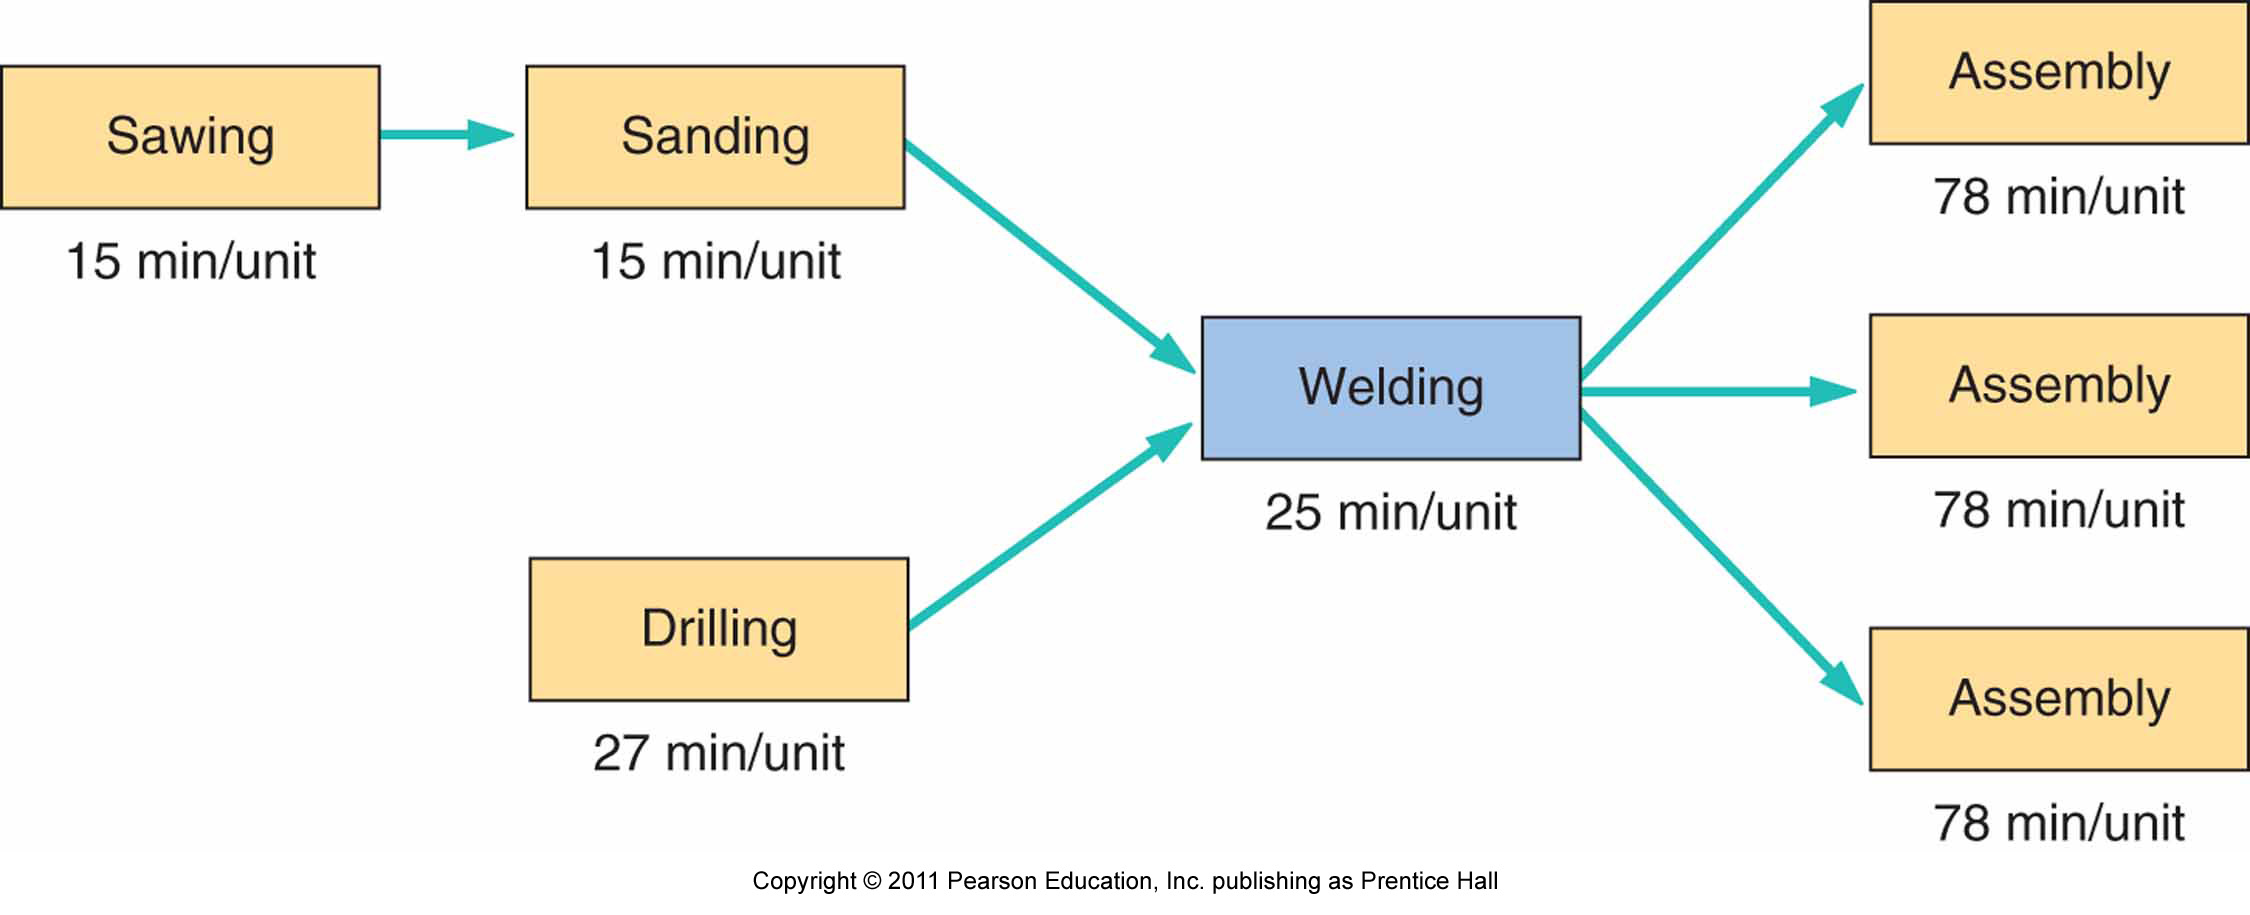 Sawing
15 min/unit
Sanding
15 min/unit
Drilling
27 min/unit
Welding
25 min/unit
Assembly
78 min/unit
Assembly
78 min/unit
Assembly
78 min/unit
Copyright © 2011 Pearson Education, Inc. publishing as Prentice Hall